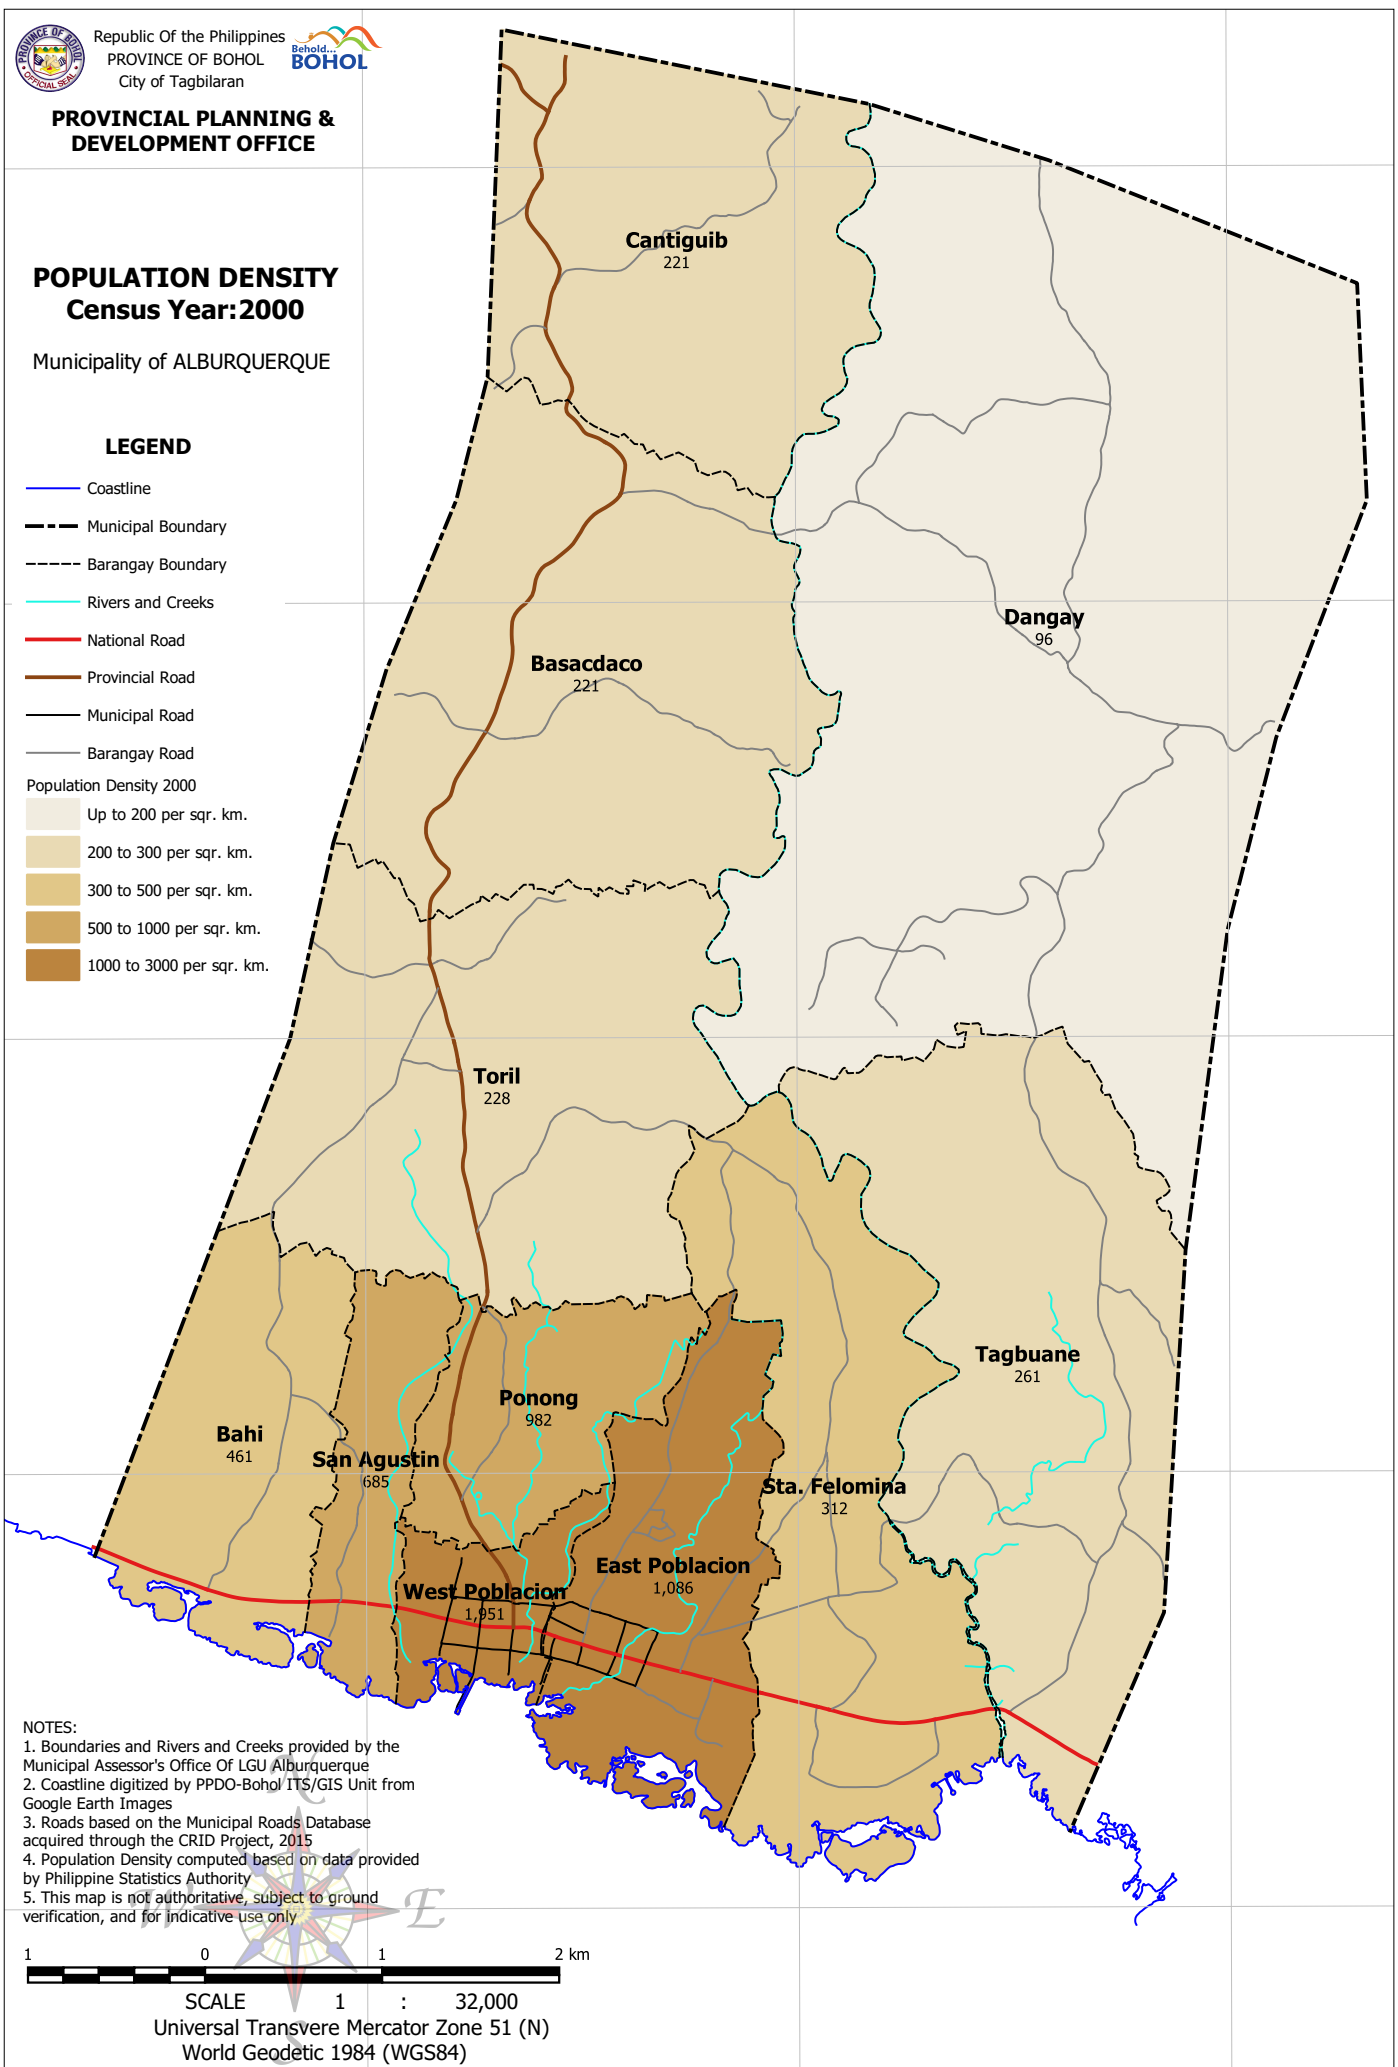 Republic Of the Philippines
PROVINCE OF BOHOL
City of Tagbilaran
PROVINCE OF BOHOL
OFFICIAL SEAL
Behold...
BOHOL
PROVINCIAL PLANNING &
DEVELOPMENT OFFICE
POPULATION DENSITY
Census Year:2000
Municipality of ALBURQUERQUE
LEGEND
Coastline
Municipal Boundary
Barangay Boundary
Rivers and Creeks
National Road
Provincial Road
Municipal Road
Barangay Road
Population Density 2000
Up to 200 per sqr. km.
200 to 300 per sqr. km.
300 to 500 per sqr. km.
500 to 1000 per sqr. km.
1000 to 3000 per sqr. km.
Cantiguib
221
Dangay
96
Basacdaco
221
Toril
228
Tagbuane
261
Ponong
982
Bahi
461
San Agustin
685
Sta. Felomina
312
East Poblacion
1,086
West Poblacion
1,951
NOTES:
1. Boundaries and Rivers and Creeks provided by the
Municipal Assessor's Office Of LGU Alburquerque
2. Coastline digitized by PPDO-Bohol ITS/GIS Unit from
Google Earth Images
3. Roads based on the Municipal Roads Database
acquired through the CRID Project, 2015
4. Population Density computed based on data provided
by Philippine Statistics Authority
5. This map is not authoritative, subject to ground
verification, and for indicative use only
N
W
E
S
1 0 1 2 km
SCALE 1 : 32,000
Universal Transvere Mercator Zone 51 (N)
World Geodetic 1984 (WGS84)